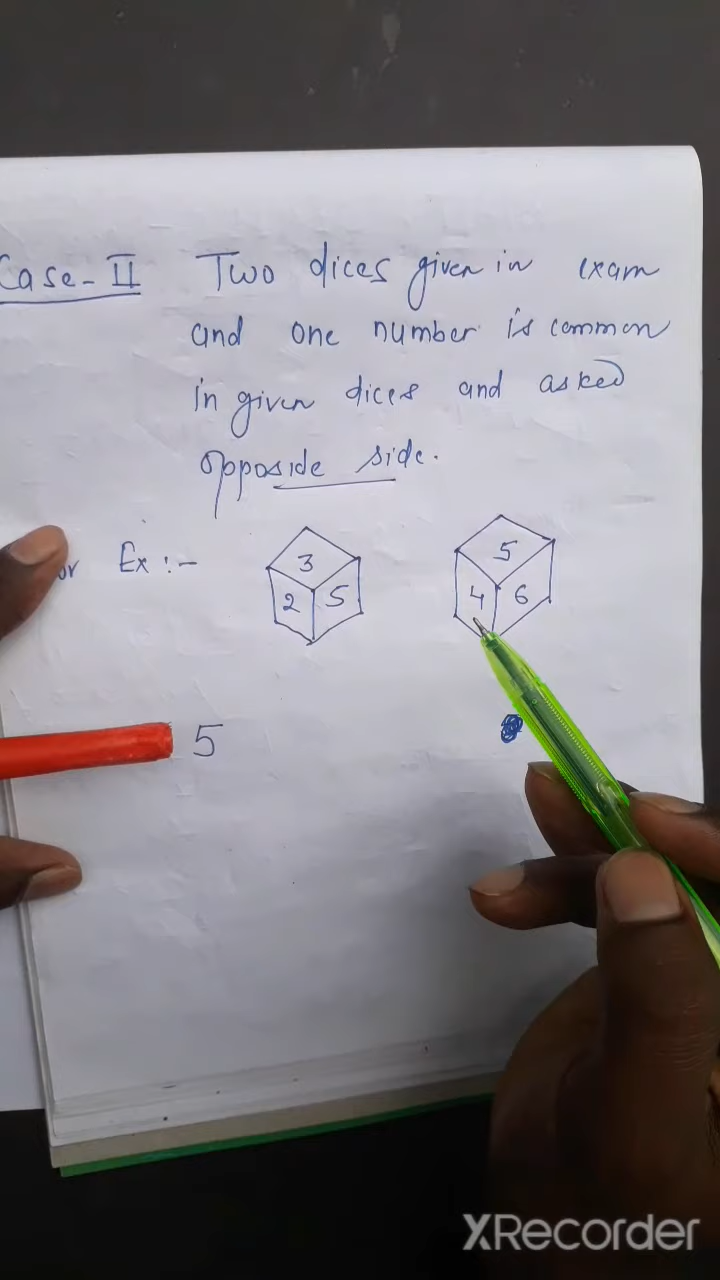 Case-II Two dices given in exam
and one number is common
in given dices and asked
opposide side.
Ex :-
3
2 5
5
4 6
5
XRecorder